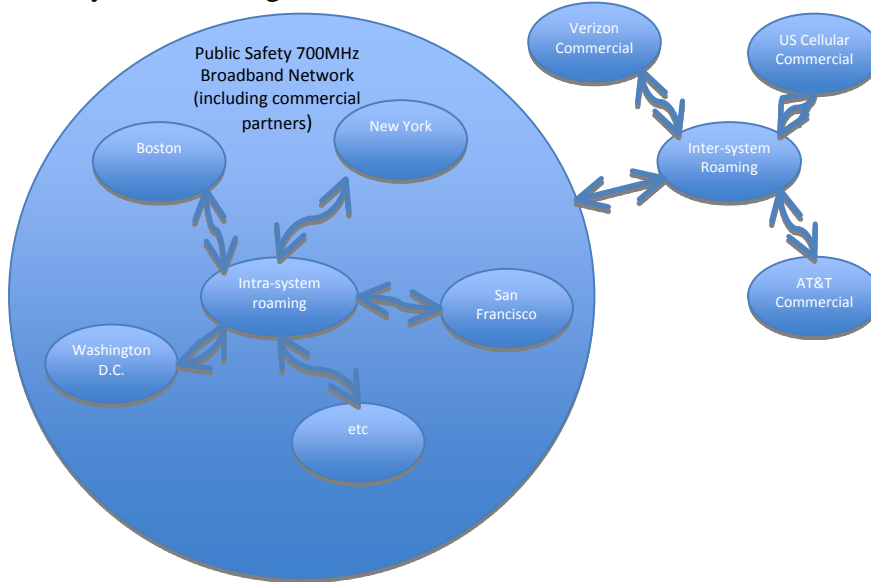 Public Safety 700MHz
Broadband Network
(including commercial
partners)
Verizon
Commercial
US Cellular
Commercial
Boston
New York
Inter-system
Roaming
Intra-system
roaming
San
Francisco
AT&T
Commercial
Washington
D.C.
etc